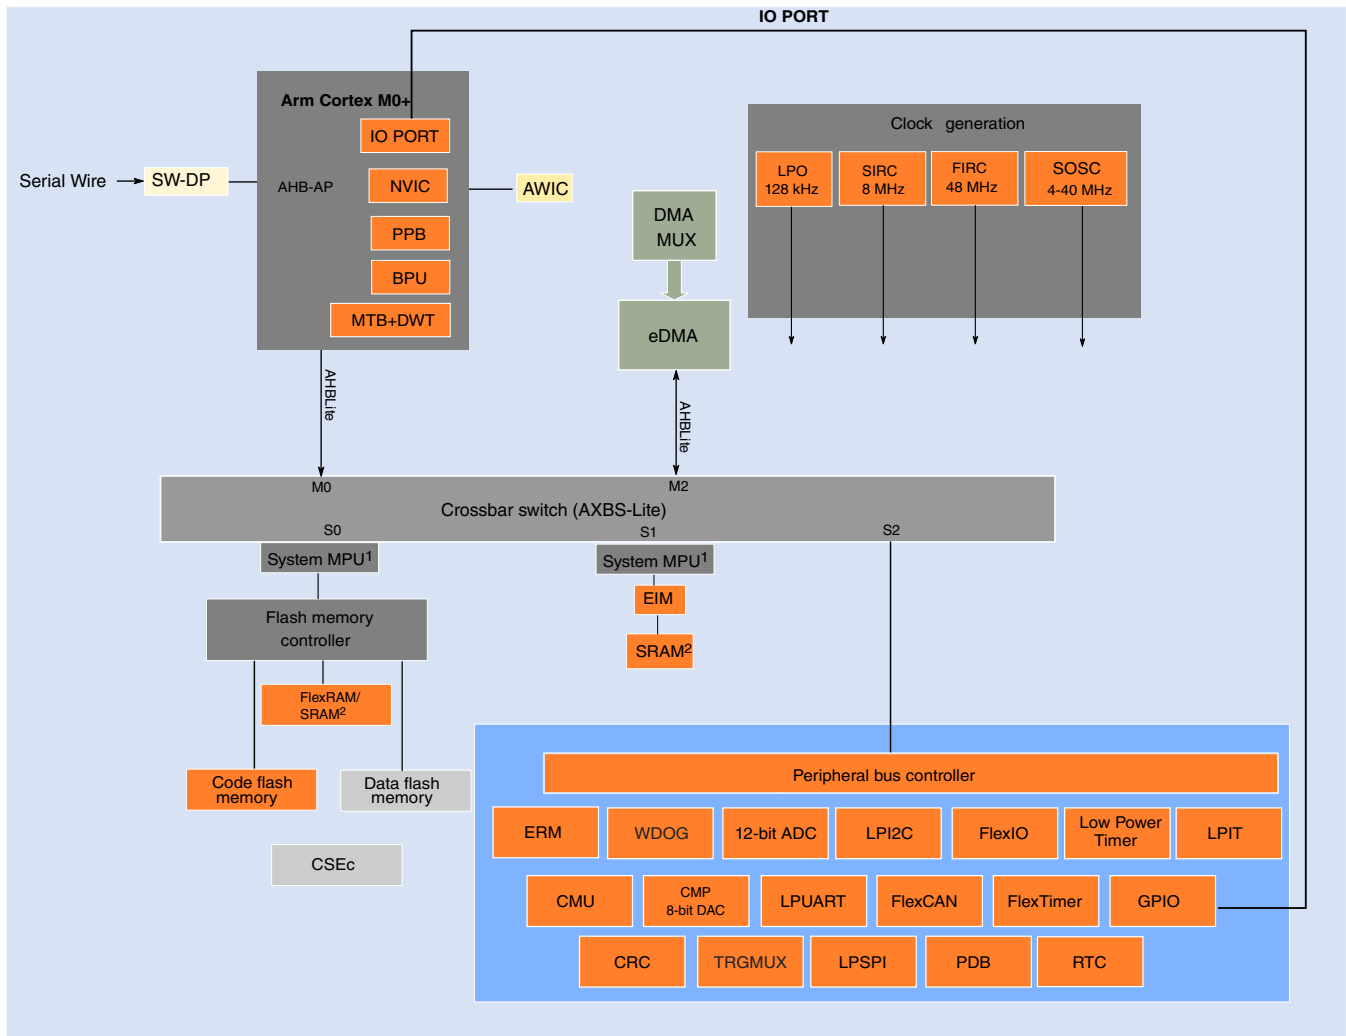 IO PORT
Arm Cortex M0+
IO PORT
Serial Wire
SW-DP
AHB-AP
NVIC
AWIC
PPB
BPU
MTB+DWT
DMA
MUX
eDMA
Clock generation
LPO
128 kHz
SIRC
8 MHz
FIRC
48 MHz
SOSC
4-40 MHz
AHBLite
AHBLite
M0
M2
Crossbar switch (AXBS-Lite)
S0
S1
S2
System MPU1
System MPU1
EIM
SRAM2
Flash memory
controller
FlexRAM/
SRAM2
Code flash
memory
Data flash
memory
CSEc
Peripheral bus controller
ERM
WDOG
12-bit ADC
LPI2C
FlexIO
Low Power
Timer
LPIT
CMU
CMP
8-bit DAC
LPUART
FlexCAN
FlexTimer
GPIO
CRC
TRGMUX
LPSPI
PDB
RTC